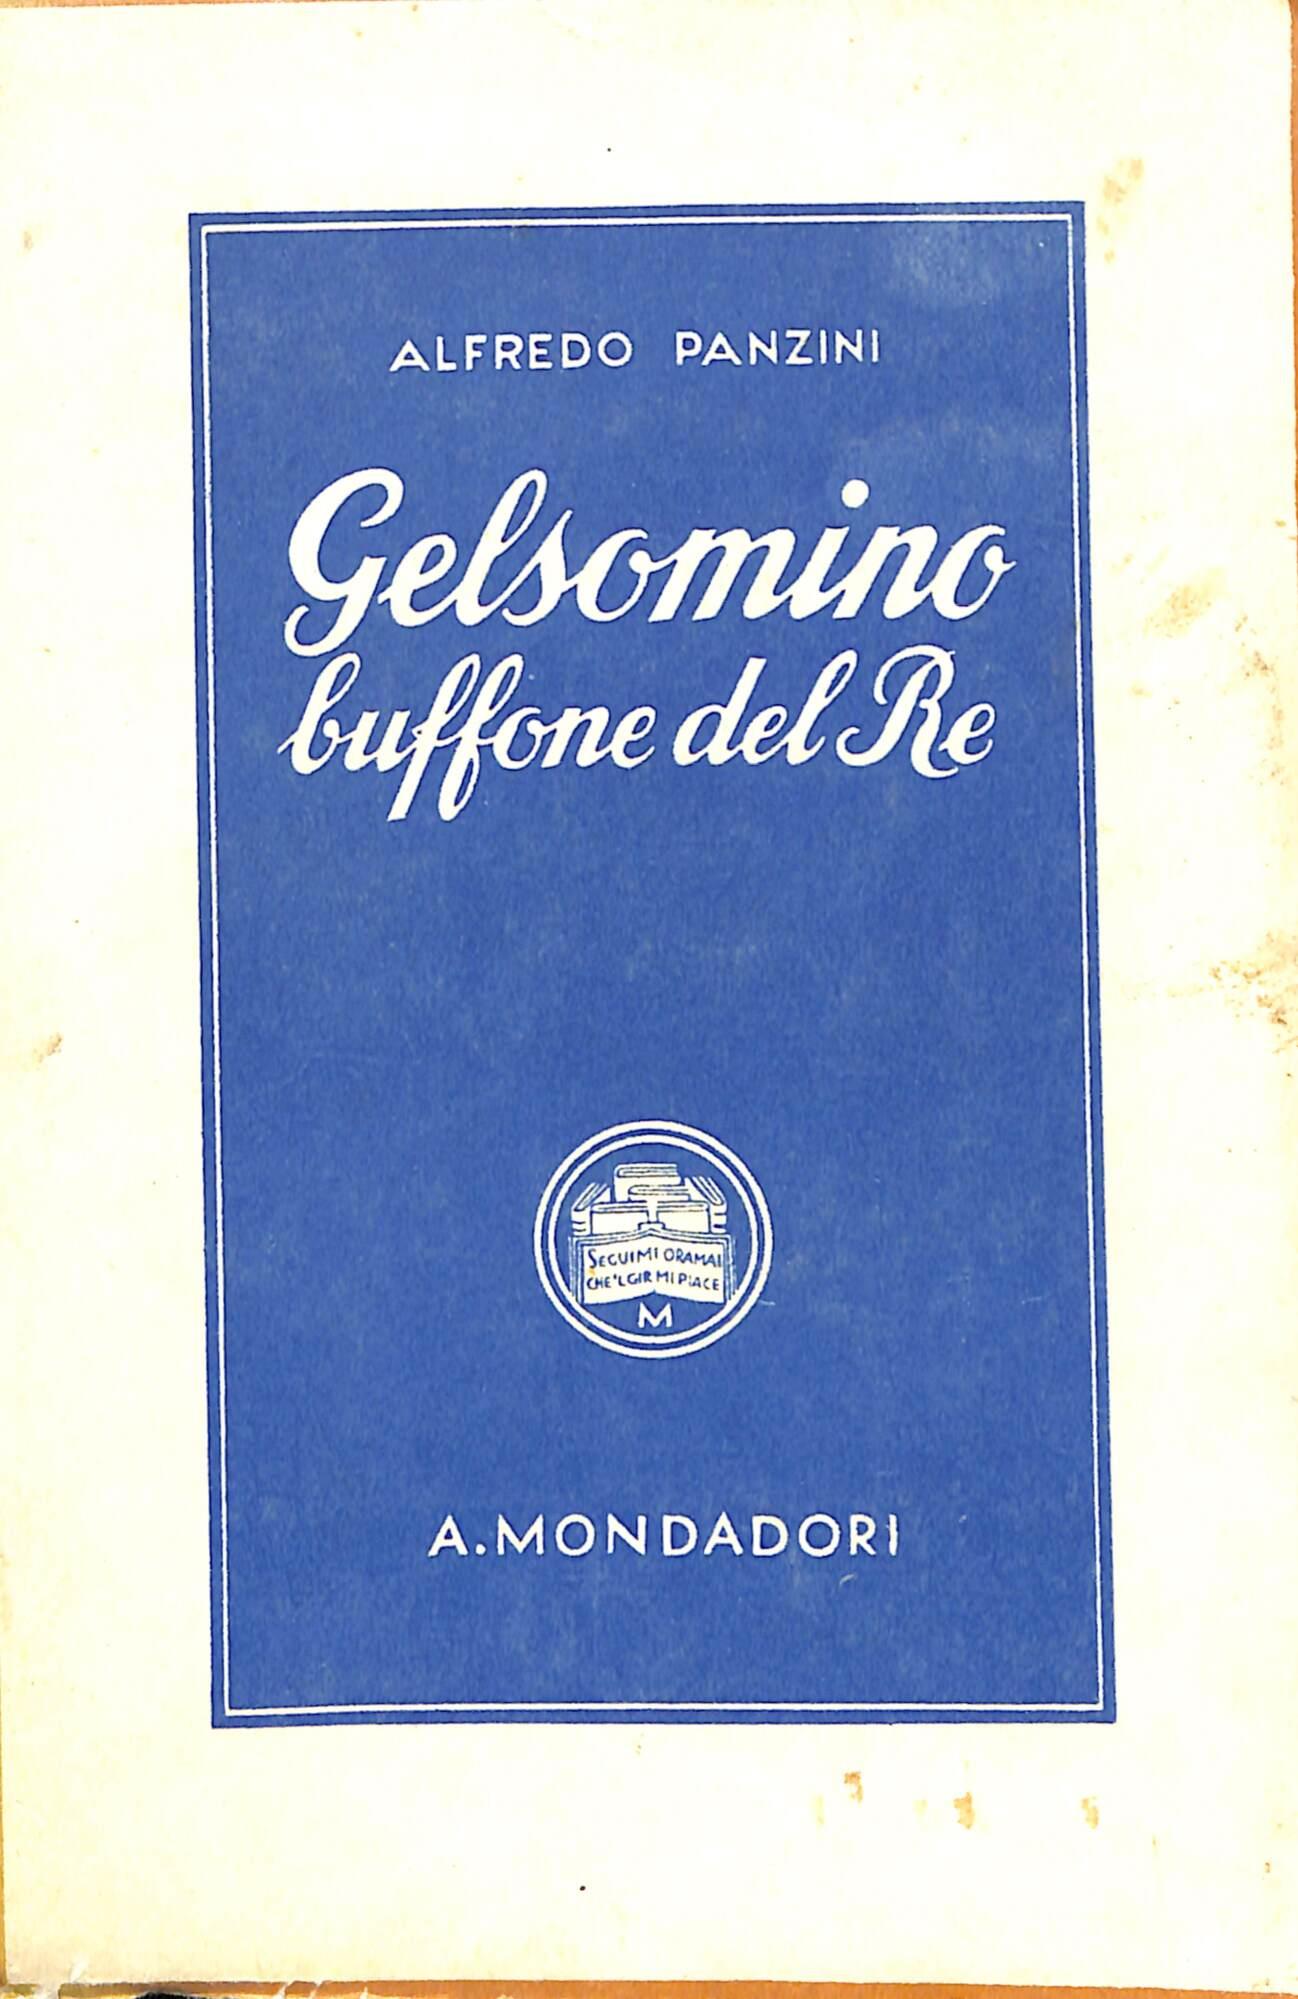 ALFREDO PANZINI
Gelsomino
buffone del Re
SEGUIMI ORAMAI
CHE'L GIR MI PIACE
M
A. MONDADORI